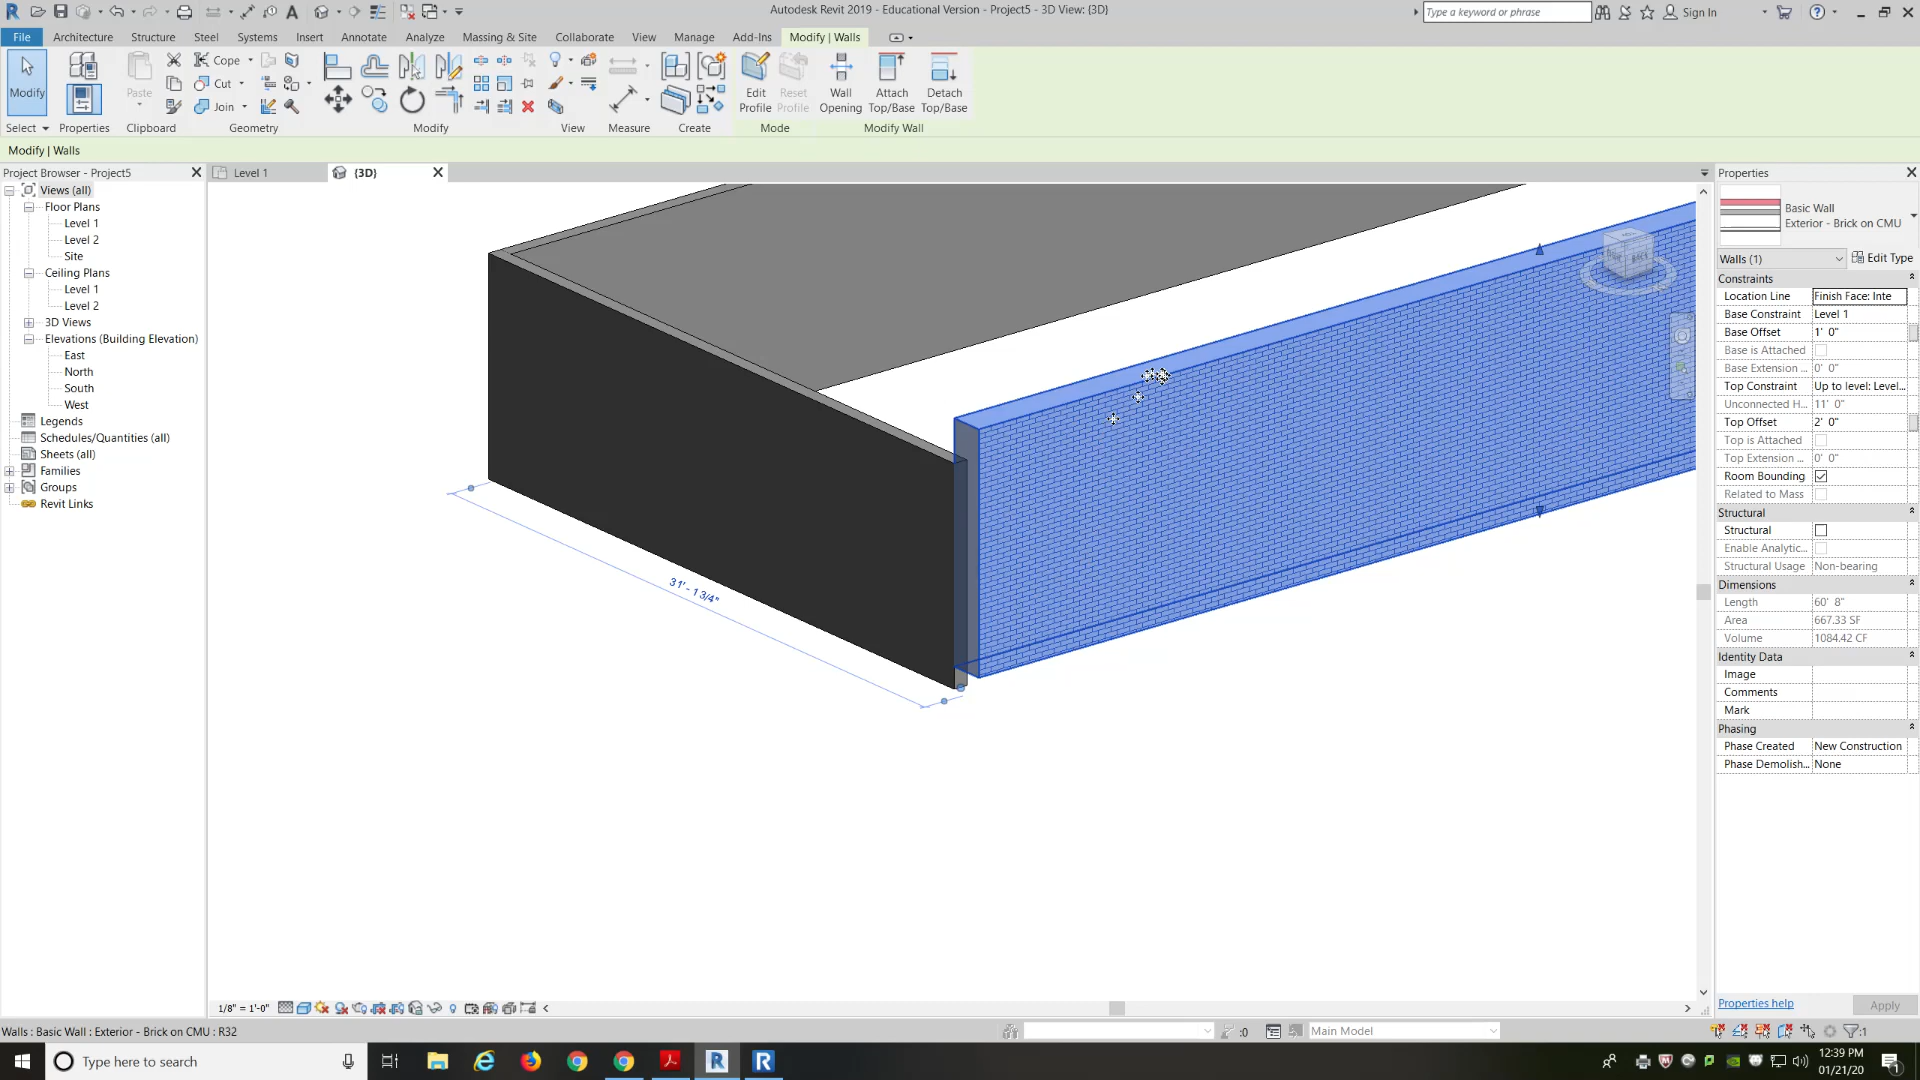 Autodesk Revit 2019 - Educational Version - Project5 - 3D View: {3D}
Type a keyword or phrase
Sign In
File Architecture Structure Steel Systems Insert Annotate Analyze Massing & Site Collaborate View Manage Add-Ins Modify | Walls
Modify
Paste
Cope
Cut
Join
Edit Profile
Reset Profile
Wall Opening
Attach Top/Base
Detach Top/Base
Select Properties Clipboard Geometry Modify View Measure Create Mode Modify Wall
Modify | Walls
Project Browser - Project5
Views (all)
Floor Plans
Level 1
Level 2
Site
Ceiling Plans
Level 1
Level 2
3D Views
Elevations (Building Elevation)
East
North
South
West
Legends
Schedules/Quantities (all)
Sheets (all)
Families
Groups
Revit Links
Level 1
{3D}
31' - 1 3/4"
Properties
Basic Wall
Exterior - Brick on CMU
Walls (1)
Edit Type
Constraints
Location Line Finish Face: Inte
Base Constraint Level 1
Base Offset 1' 0"
Base is Attached
Base Extension ... 0' 0"
Top Constraint Up to level: Level...
Unconnected H... 11' 0"
Top Offset 2' 0"
Top is Attached
Top Extension ... 0' 0"
Room Bounding
Related to Mass
Structural
Structural
Enable Analytic...
Structural Usage Non-bearing
Dimensions
Length 60' 8"
Area 667.33 SF
Volume 1084.42 CF
Identity Data
Image
Comments
Mark
Phasing
Phase Created New Construction
Phase Demolish... None
Properties help
Apply
1/8" = 1'-0"
Walls : Basic Wall : Exterior - Brick on CMU : R32
:0
Main Model
:1
Type here to search
12:39 PM
01/21/20
1